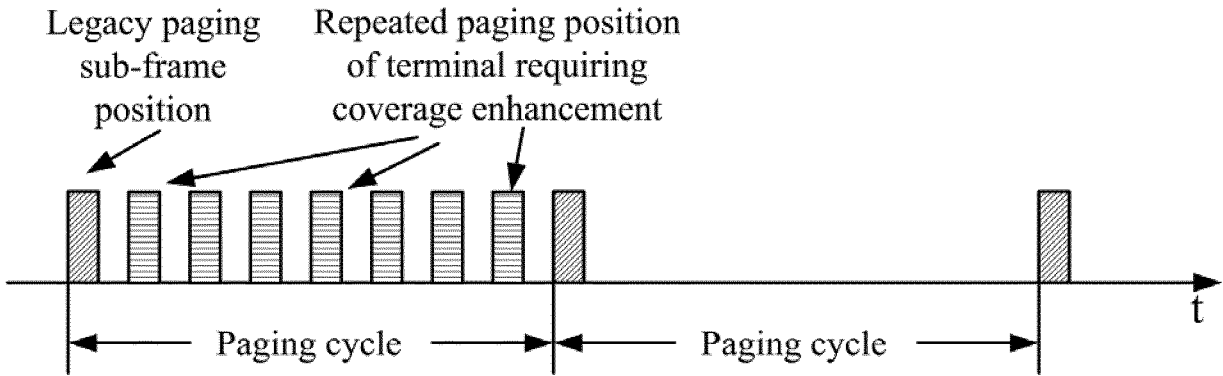 Legacy paging
sub-frame
position
Repeated paging position
of terminal requiring
coverage enhancement
t
Paging cycle
Paging cycle